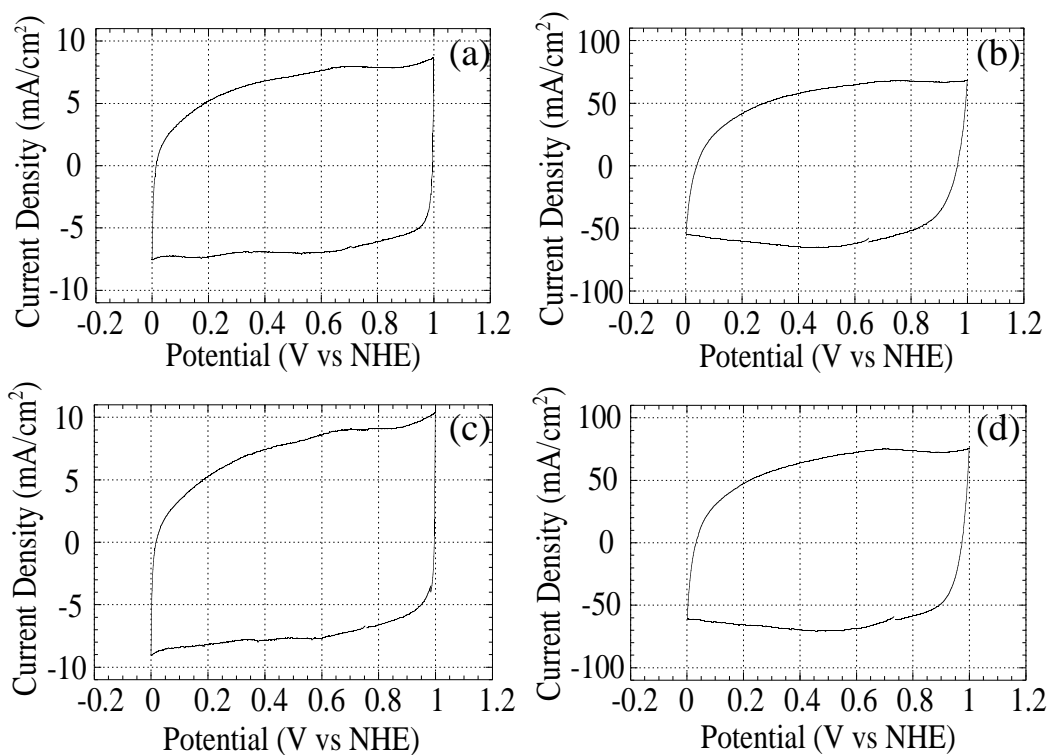 (a)
Current Density (mA/cm²)
10
5
0
-5
-10
-0.2 0 0.2 0.4 0.6 0.8 1 1.2
Potential (V vs NHE)
(b)
Current Density (mA/cm²)
100
50
0
-50
-100
-0.2 0 0.2 0.4 0.6 0.8 1 1.2
Potential (V vs NHE)
(c)
Current Density (mA/cm²)
10
5
0
-5
-10
-0.2 0 0.2 0.4 0.6 0.8 1 1.2
Potential (V vs NHE)
(d)
Current Density (mA/cm²)
100
50
0
-50
-100
-0.2 0 0.2 0.4 0.6 0.8 1 1.2
Potential (V vs NHE)